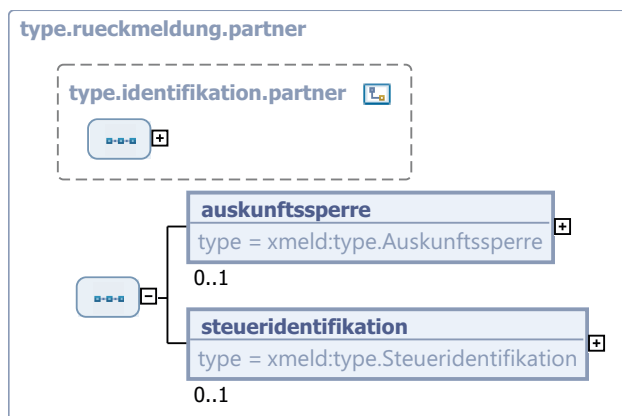 type.rueckmeldung.partner
type.identifikation.partner
auskunftssperre
type = xmeld:type.Auskunftssperre
0..1
steueridentifikation
type = xmeld:type.Steueridentifikation
0..1